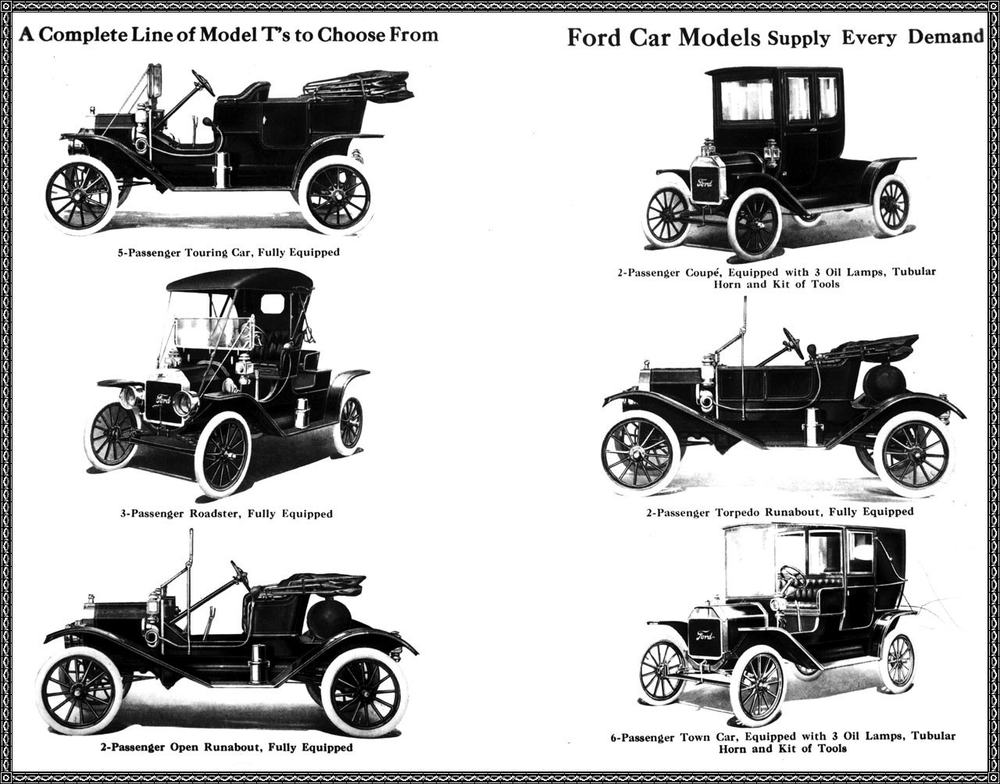 A Complete Line of Model T's to Choose From
5-Passenger Touring Car, Fully Equipped
Ford
3-Passenger Roadster, Fully Equipped
2-Passenger Open Runabout, Fully Equipped
Ford Car Models Supply Every Demand
Ford
2-Passenger Coupé, Equipped with 3 Oil Lamps, Tubular
Horn and Kit of Tools
2-Passenger Torpedo Runabout, Fully Equipped
Ford
6-Passenger Town Car, Equipped with 3 Oil Lamps, Tubular
Horn and Kit of Tools